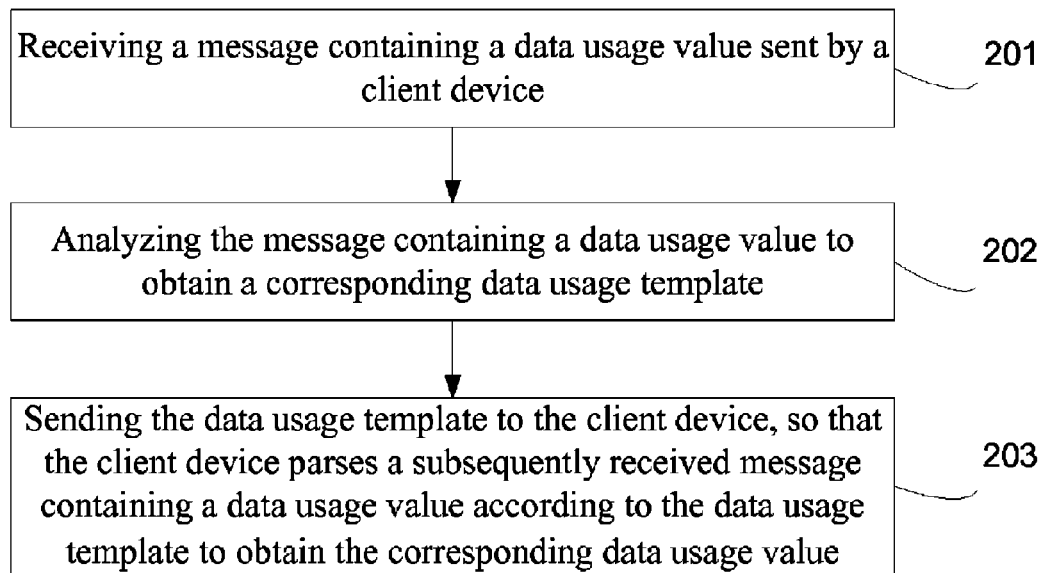 Receiving a message containing a data usage value sent by a
client device
201
Analyzing the message containing a data usage value to
obtain a corresponding data usage template
202
Sending the data usage template to the client device, so that
the client device parses a subsequently received message
containing a data usage value according to the data usage
template to obtain the corresponding data usage value
203